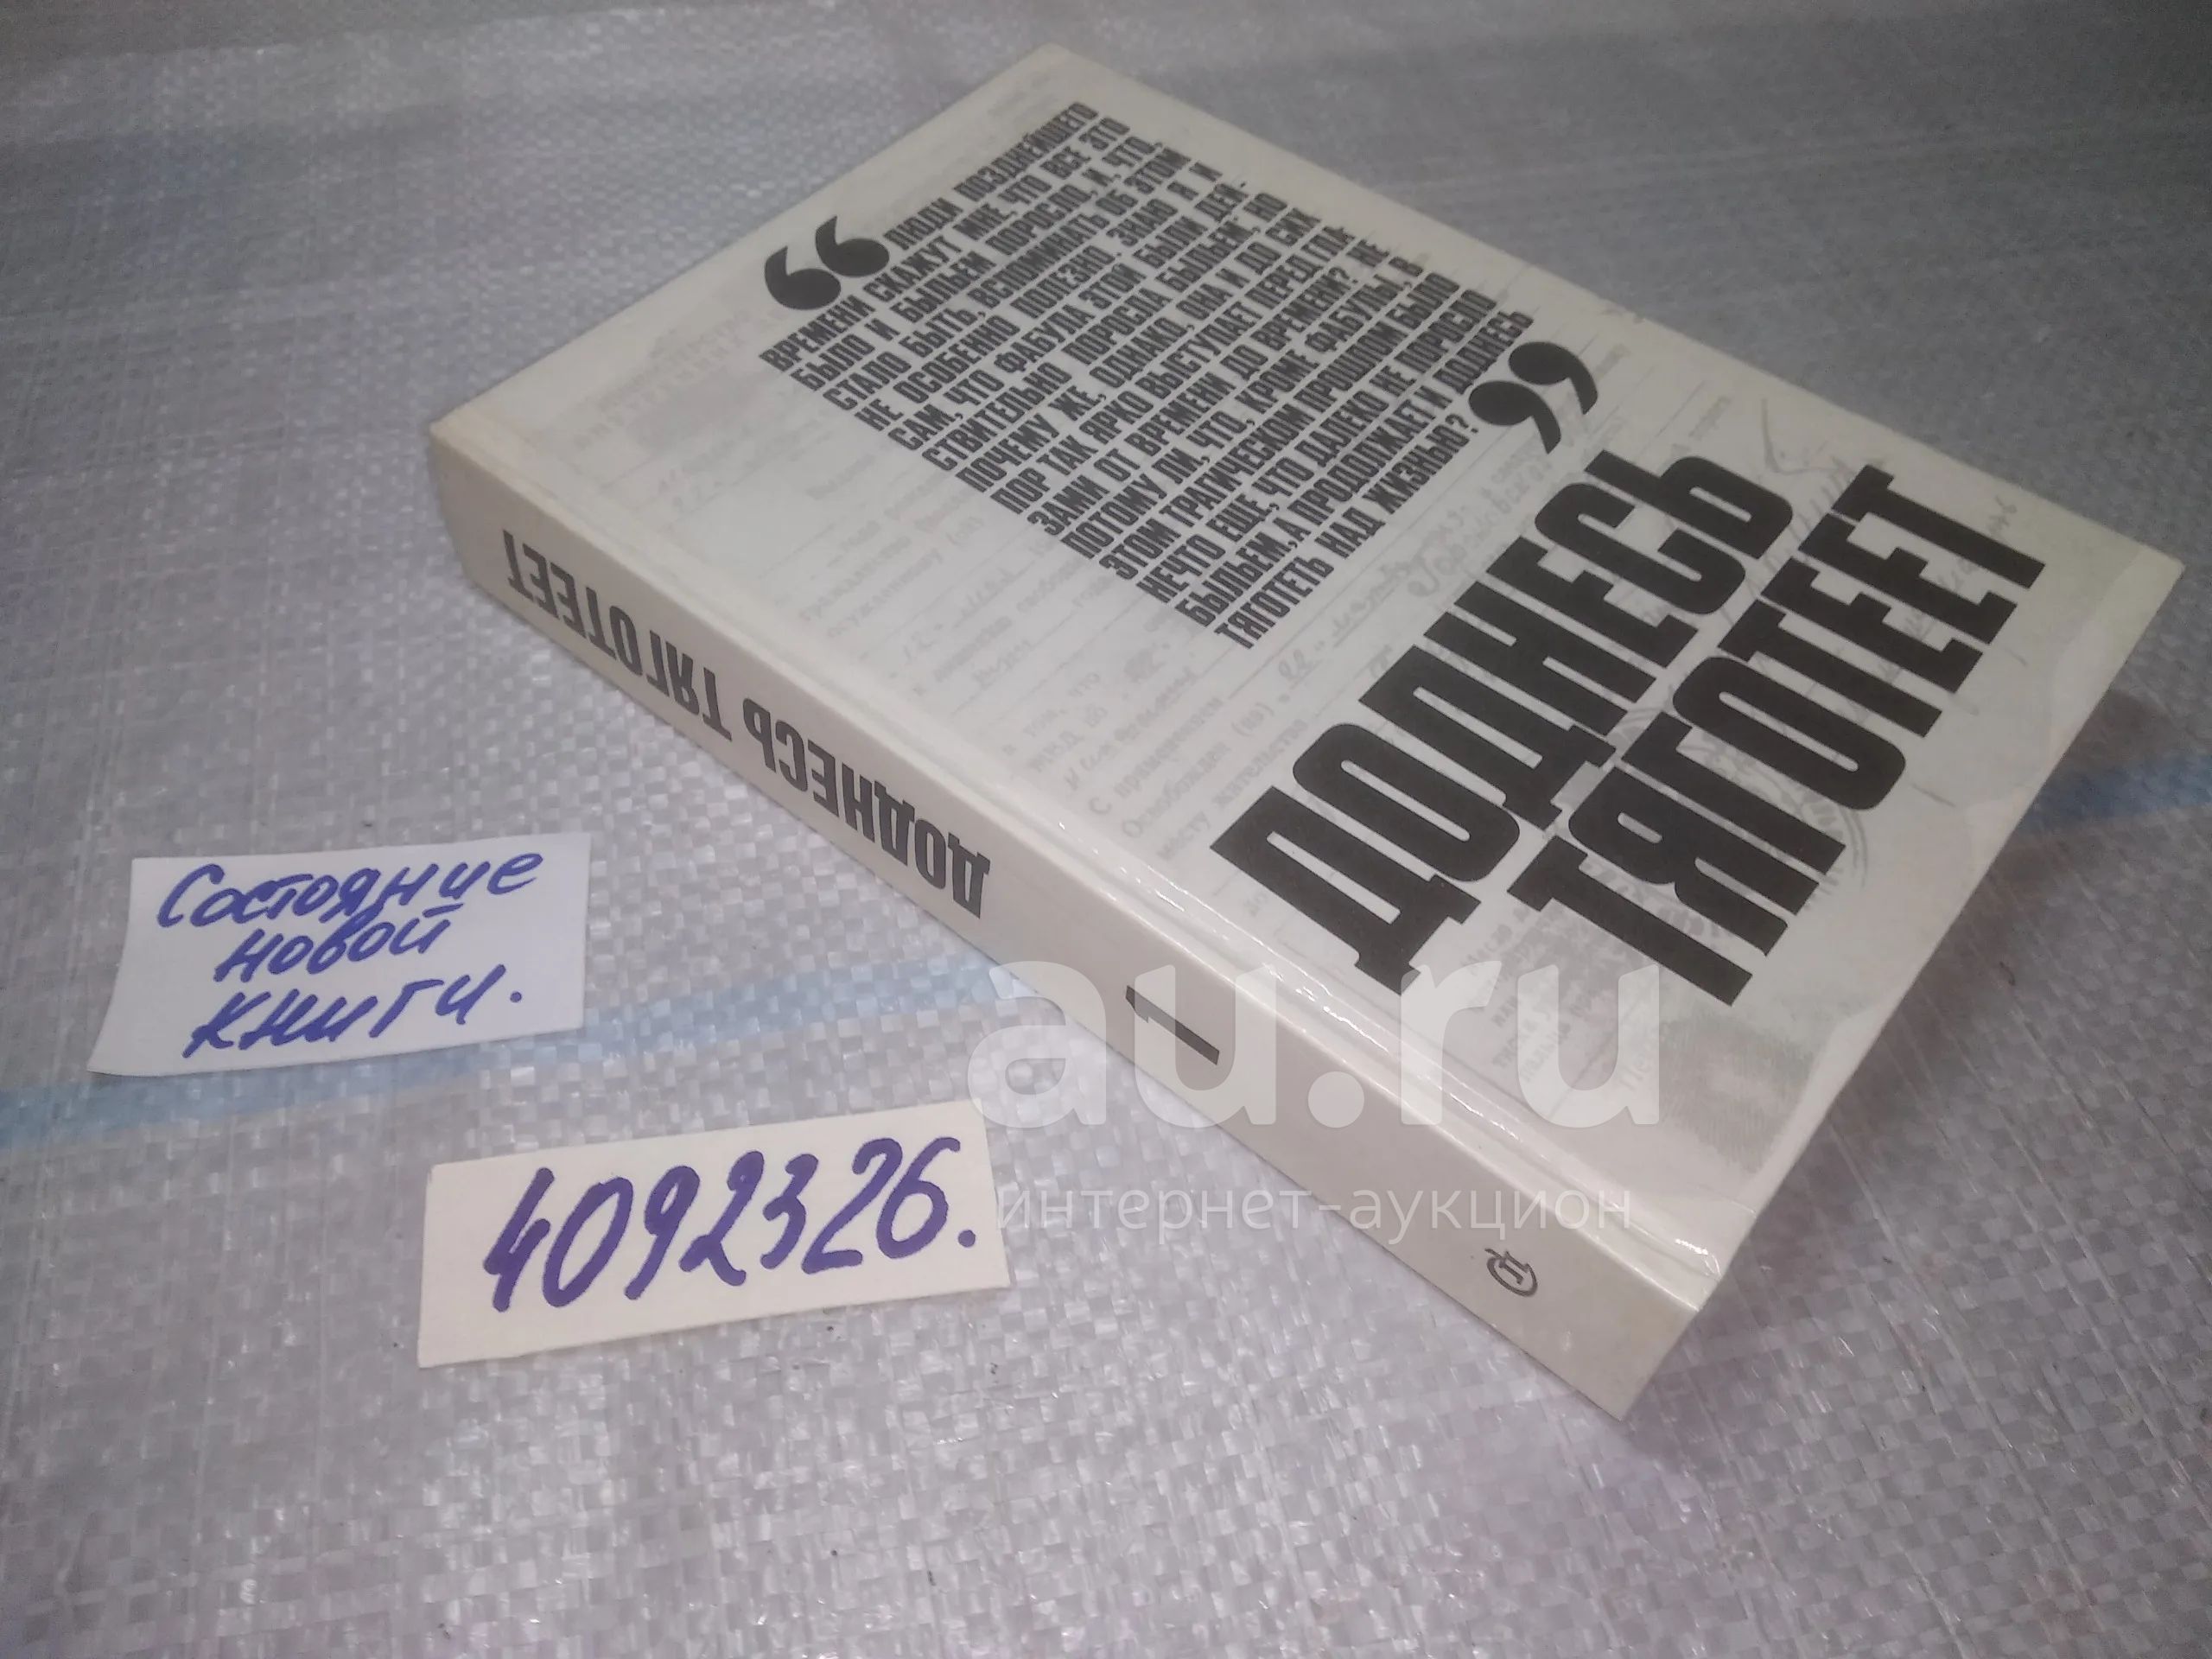 “ ЛЮДИ ПОЗДНЕЙШЕГО
ВРЕМЕНИ СКАЖУТ МНЕ, ЧТО ВСЕ ЭТО
БЫЛО И БЫЛЬЕМ ПОРОСЛО, И, ЧТО,
СТАЛО БЫТЬ, ВСПОМИНАТЬ ОБ ЭТОМ
НЕ ОСОБЕННО ПОЛЕЗНО. ЗНАЮ Я И
САМ, ЧТО ФАБУЛА ЭТОЙ БЫЛИ ДЕЙ-
СТВИТЕЛЬНО ПРОСЛА БЫЛЬЕМ; НО
ПОЧЕМУ ЖЕ, ОДНАКО, ОНА И ДО СИХ
ПОР ТАК ЯРКО ВЫСТУПАЕТ ПЕРЕД ГЛА-
ЗАМИ ОТ ВРЕМЕНИ ДО ВРЕМЕНИ? НЕ
ПОТОМУ ЛИ, ЧТО, КРОМЕ ФАБУЛЫ, В
ЭТОМ ТРАГИЧЕСКОМ ПРОШЛОМ БЫЛО
НЕЧТО ЕЩЕ, ЧТО ДАЛЕКО НЕ ПОРОСЛО
БЫЛЬЕМ, А ПРОДОЛЖАЕТ И ДОДНЕСЬ
ТЯГОТЕТЬ НАД ЖИЗНЬЮ? ”
ДОДНЕСЬ
ТЯГОТЕЕТ
ДОДНЕСЬ ТЯГОТЕЕТ
1
Состояние
новой
книги.
4092326.
au.ru
интернет-аукцион